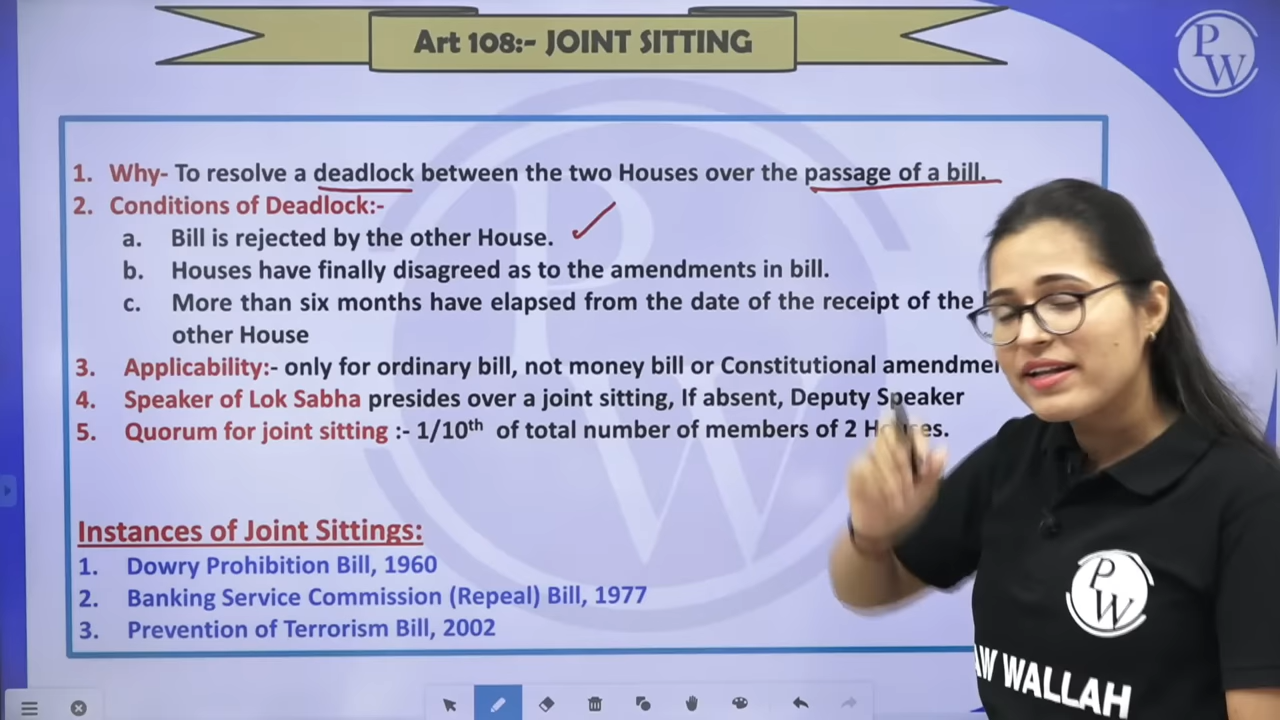 Art 108:- JOINT SITTING
PW
1. Why- To resolve a deadlock between the two Houses over the passage of a bill.
2. Conditions of Deadlock:-
a. Bill is rejected by the other House.
b. Houses have finally disagreed as to the amendments in bill.
c. More than six months have elapsed from the date of the receipt of the
other House
3. Applicability:- only for ordinary bill, not money bill or Constitutional
4. Speaker of Lok Sabha presides over a joint sitting, If absent, Deputy Speaker
5. Quorum for joint sitting :- 1/10th of total number of members of 2
Instances of Joint Sittings:
1. Dowry Prohibition Bill, 1960
2. Banking Service Commission (Repeal) Bill, 1977
3. Prevention of Terrorism Bill, 2002
PW
WALLAH